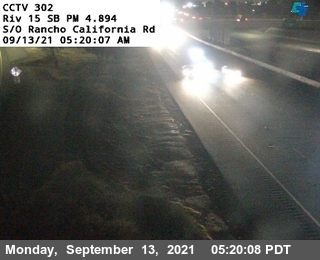 CCTV 302
Riv 15 SB PM 4.894
S/O Rancho California Rd
09/13/21 05:20:07 AM
Monday, September 13, 2021 05:20:08 PDT